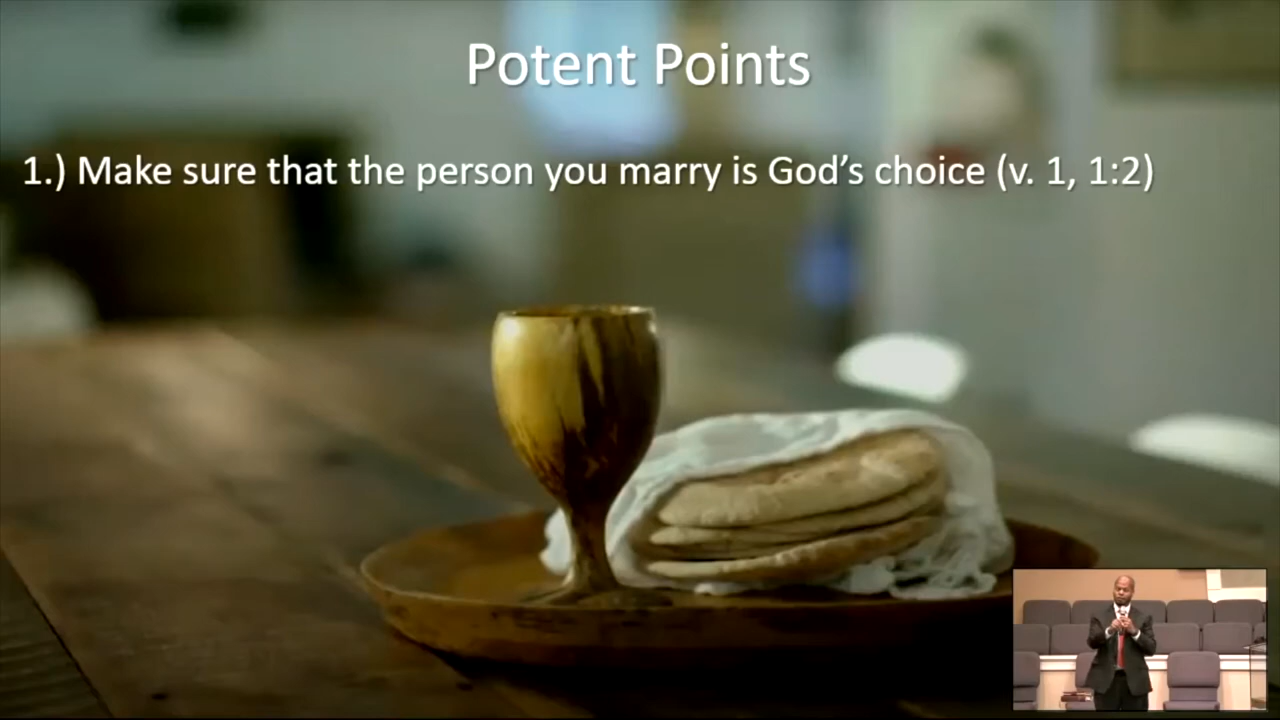 Potent Points
1.) Make sure that the person you marry is God’s choice (v. 1, 1:2)